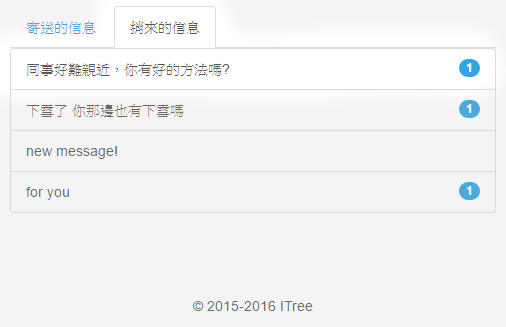 寄送的信息 捎來的信息
同事好難親近，你有好的方法嗎? 1
下雪了 你那邊也有下雪嗎 1
new message!
for you 1
© 2015-2016 ITree